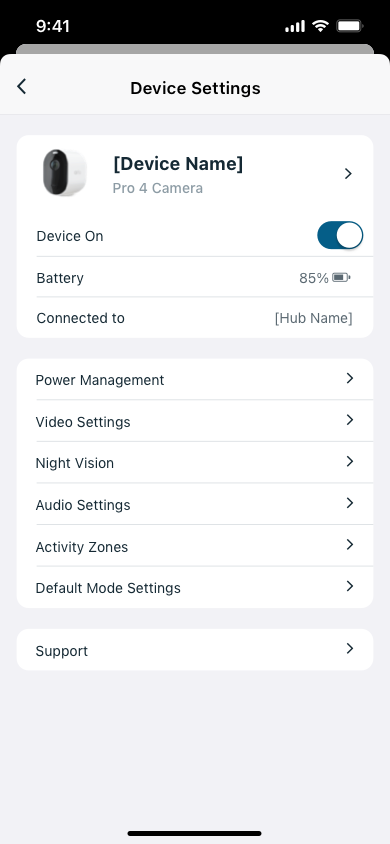 9:41
Device Settings
[Device Name]
Pro 4 Camera
Device On
Battery 85%
Connected to [Hub Name]
Power Management
Video Settings
Night Vision
Audio Settings
Activity Zones
Default Mode Settings
Support